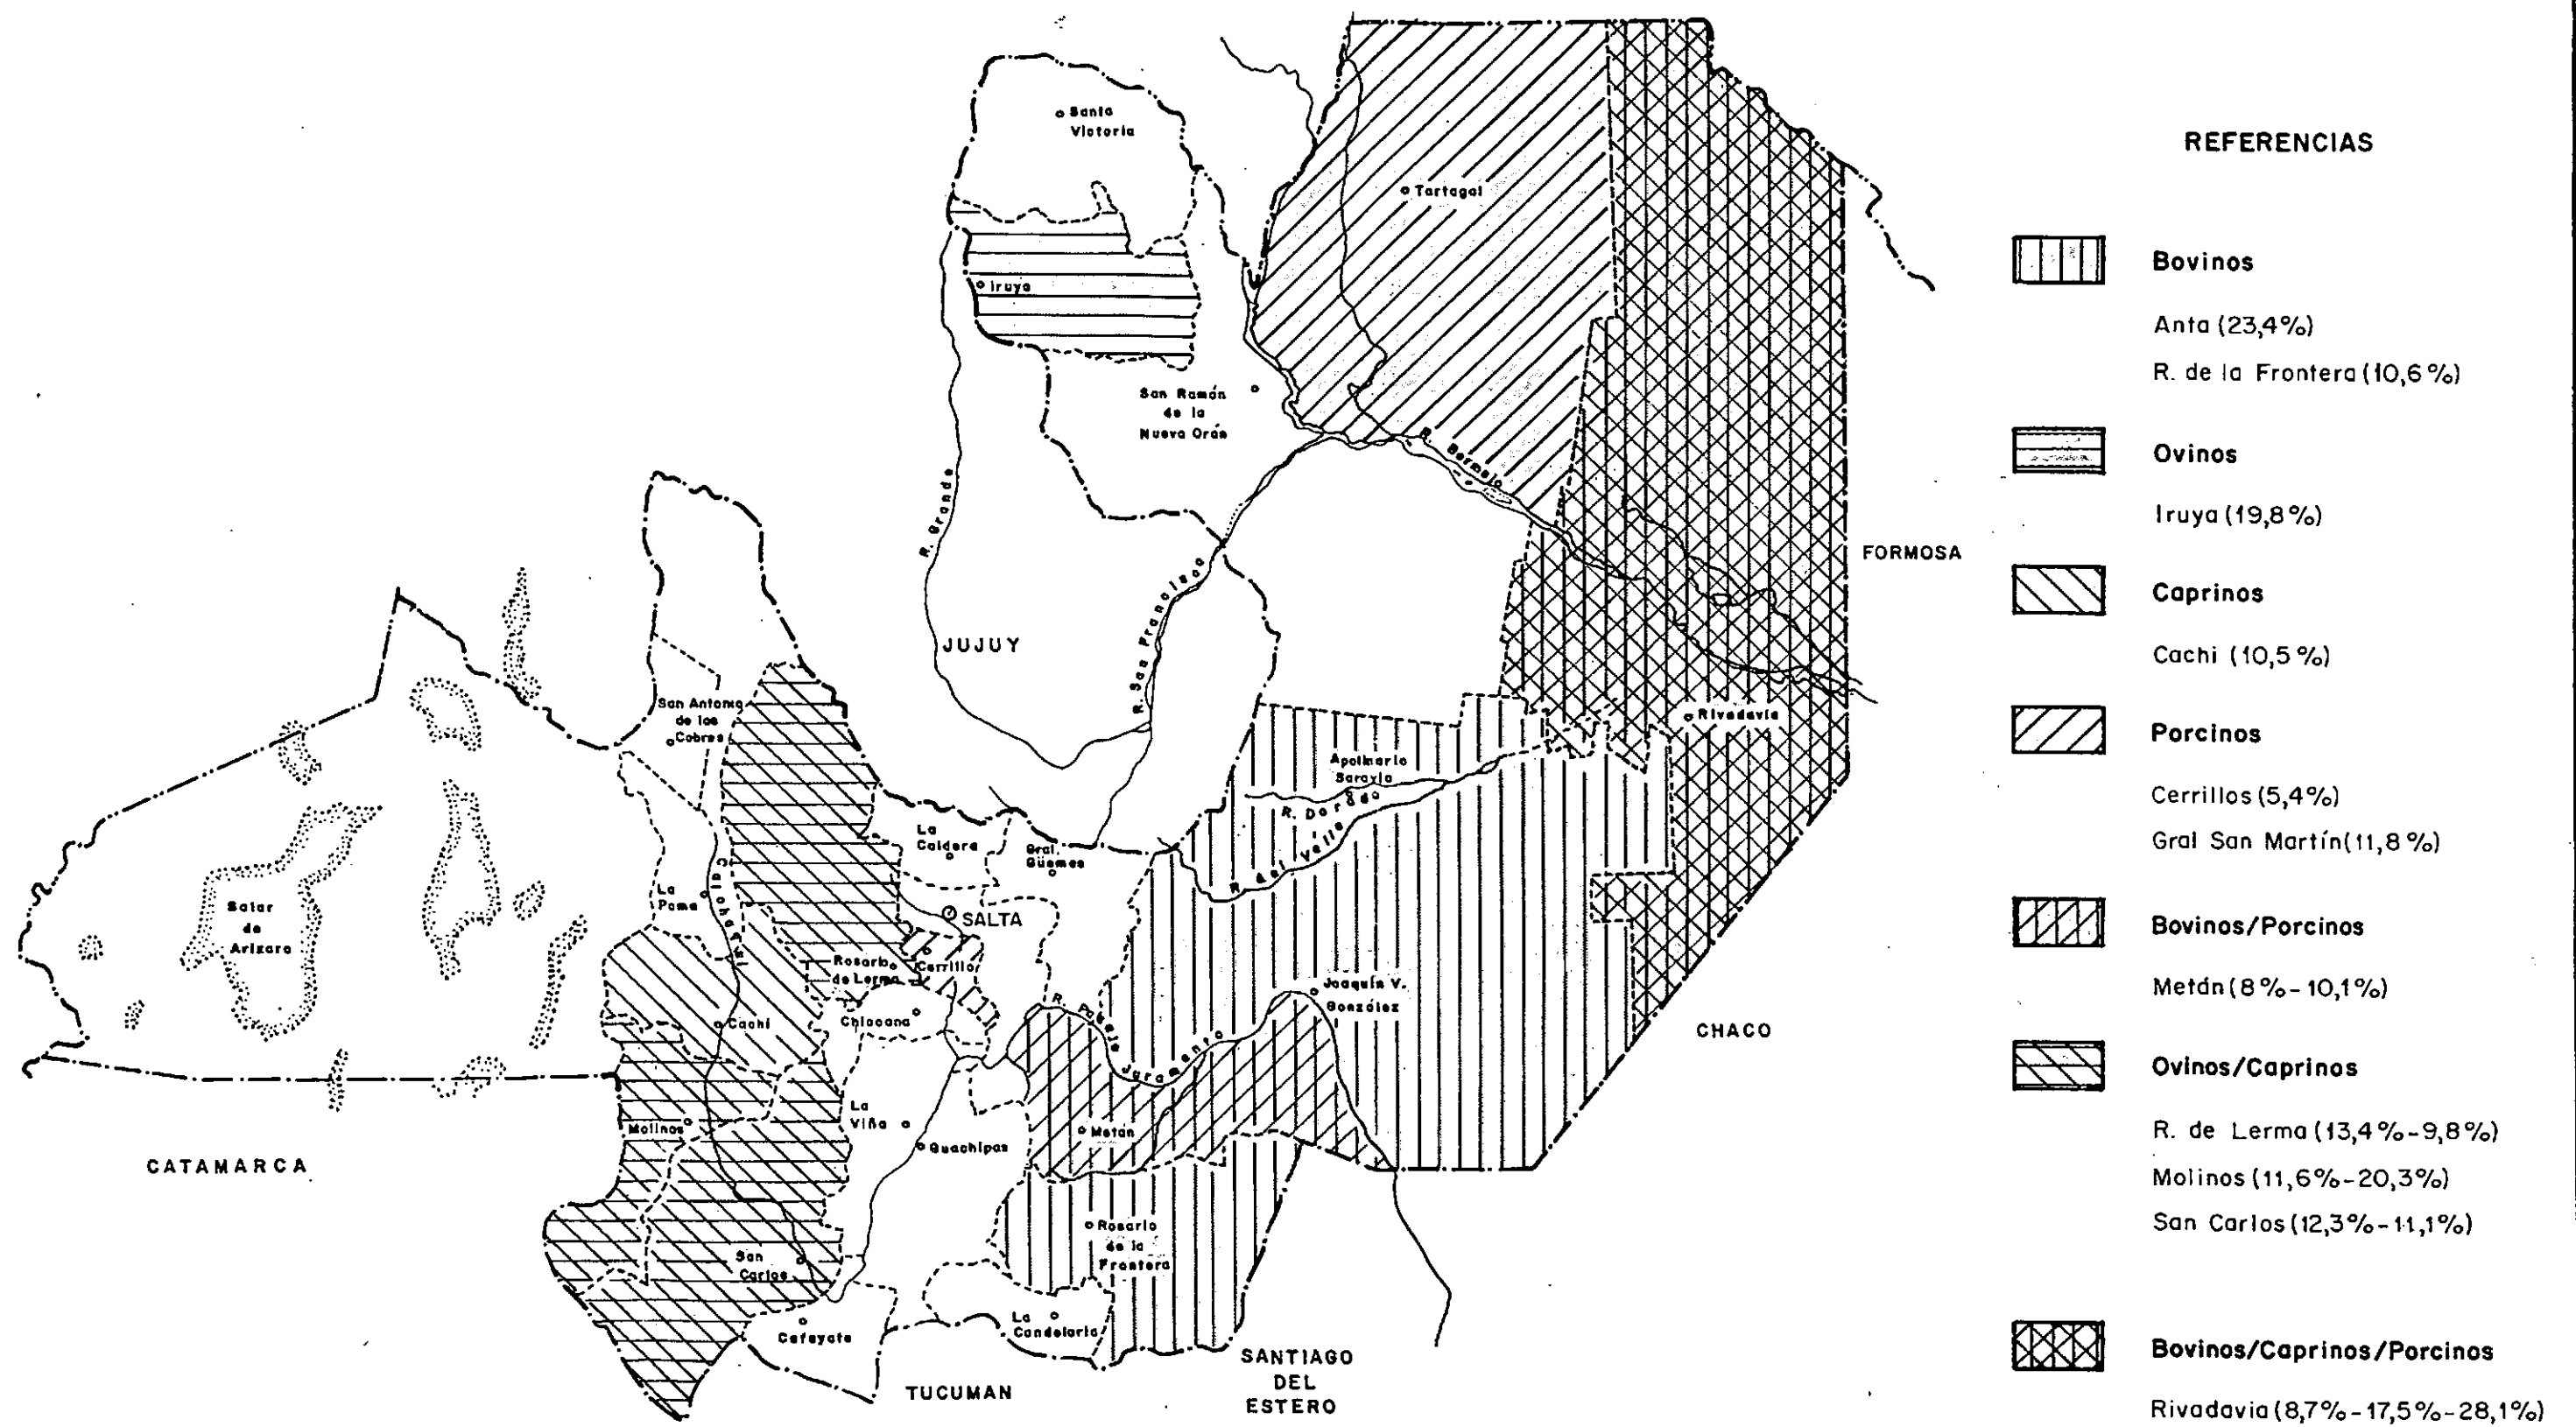 Santa
Victoria
Tartagal
Iruya
San Ramón
de la
Nueva Orán
R. Bermejo
R. Grande
R. San Francisco
JUJUY
FORMOSA
San Antonio
de los
Cobres
Rivadavia
Apolinario
Saravia
R. Dorado
R. del Valle
La
Caldera
Gral.
Güemes
La
Poma
Calchaquí
SALTA
Salar
de
Arizaro
Rosario
de Lerma
Cerrillos
Chicoana
Cachi
R. Pasaje
Juramento
Joaquín V.
González
CHACO
La
Viña
Molinos
Metán
Guachipas
CATAMARCA
Rosario
de la
Frontera
San
Carlos
La
Candelaria
Cafayate
TUCUMAN
SANTIAGO
DEL
ESTERO
REFERENCIAS
Bovinos
Anta (23,4%)
R. de la Frontera (10,6%)
Ovinos
Iruya (19,8%)
Caprinos
Cachi (10,5%)
Porcinos
Cerrillos (5,4%)
Gral San Martín (11,8%)
Bovinos/Porcinos
Metán (8%-10,1%)
Ovinos/Caprinos
R. de Lerma (13,4%-9,8%)
Molinos (11,6%-20,3%)
San Carlos (12,3%-11,1%)
Bovinos/Caprinos/Porcinos
Rivadavia (8,7%-17,5%-28,1%)